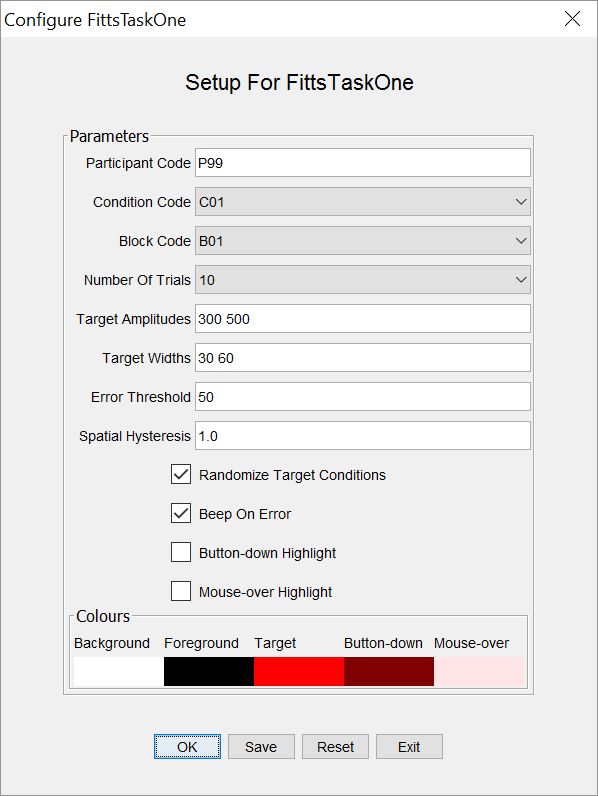 Configure FittsTaskOne
Setup For FittsTaskOne
Parameters
Participant Code P99
Condition Code C01
Block Code B01
Number Of Trials 10
Target Amplitudes 300 500
Target Widths 30 60
Error Threshold 50
Spatial Hysteresis 1.0
Randomize Target Conditions
Beep On Error
Button-down Highlight
Mouse-over Highlight
Colours
Background Foreground Target Button-down Mouse-over
OK Save Reset Exit